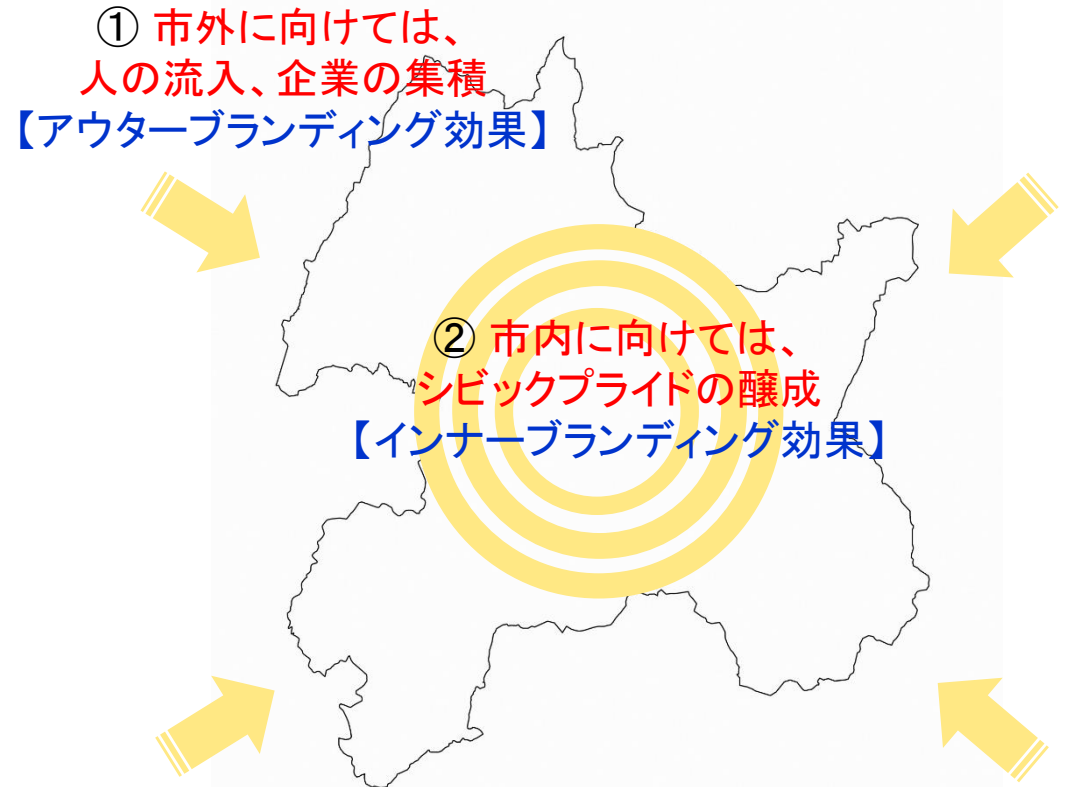 ① 市外に向けては、
人の流入、企業の集積
【アウターブランディング効果】
② 市内に向けては、
シビックプライドの醸成
【インナーブランディング効果】